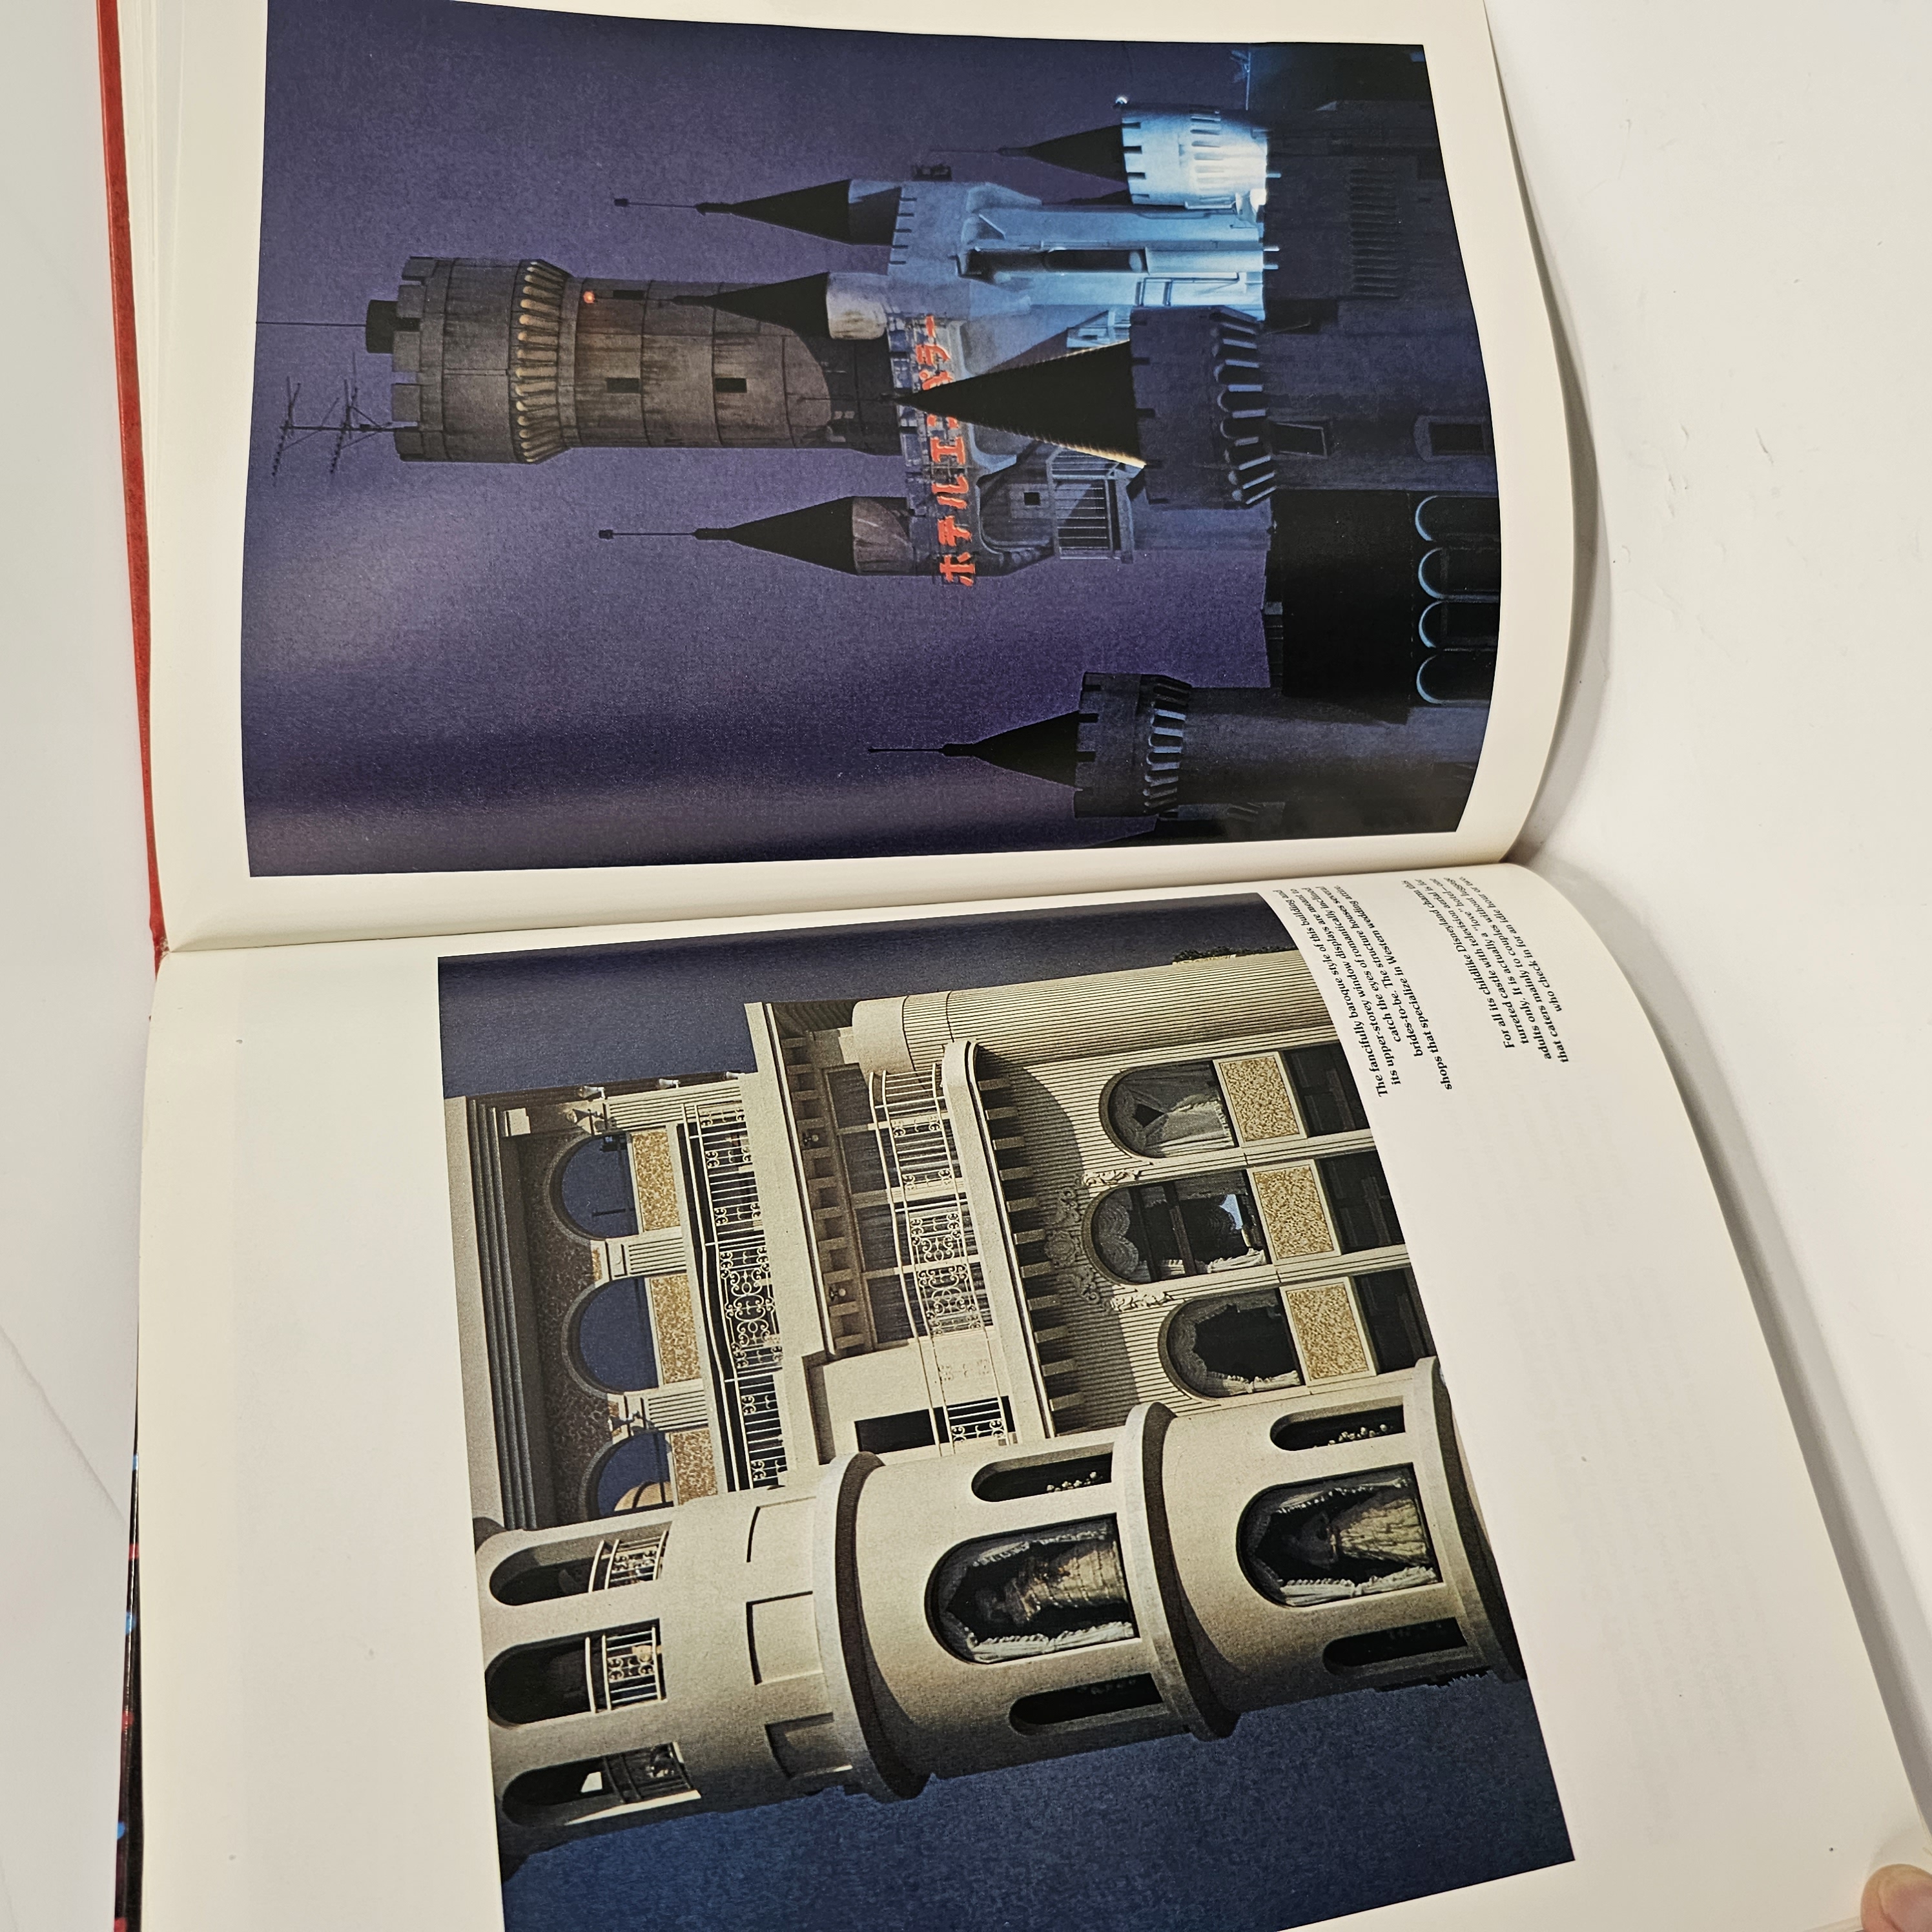 The fancifully baroque style of this building and
its upper-storey window displays are meant to
catch the eyes of romantically inclined
brides-to-be. The structure houses several
shops that specialize in Western wedding attire.
For all its childlike Disneyland charm this
turreted castle with television aerial is for
adults only. It is actually a "love" hotel—one
that caters mainly to couples without luggage
who check in for an idle hour or two.
ホテルエンペラー